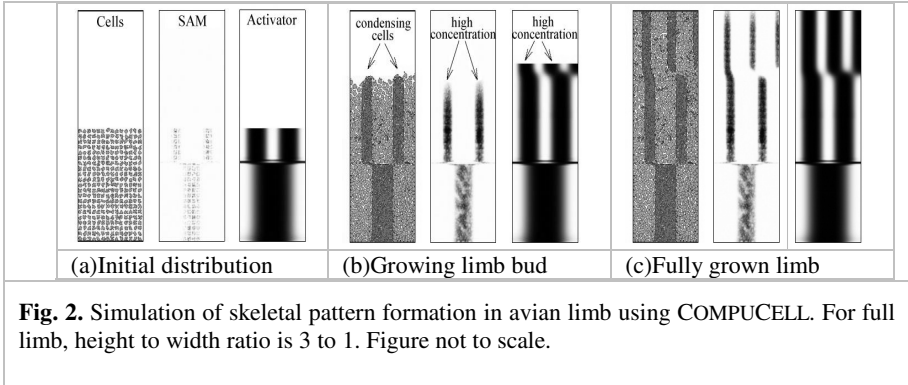 Cells SAM Activator
condensing cells
high concentration
high concentration
(a)Initial distribution
(b)Growing limb bud
(c)Fully grown limb
Fig. 2. Simulation of skeletal pattern formation in avian limb using COMPUCELL. For full
limb, height to width ratio is 3 to 1. Figure not to scale.